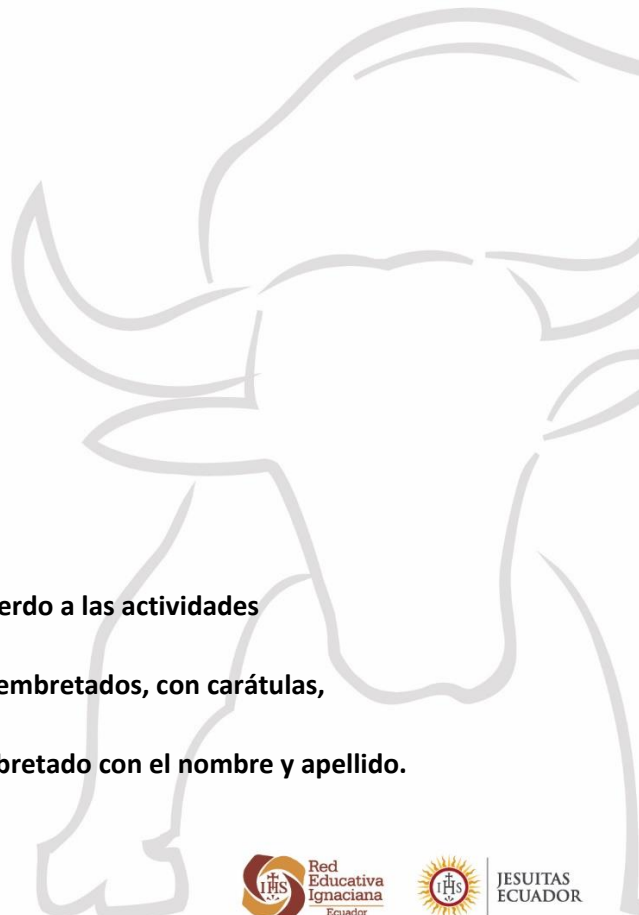 erdo a las actividades
embretados, con carátulas,
bretado con el nombre y apellido.
IHS
Red
Educativa
Ignaciana
Ecuador
IHS
JESUITAS
ECUADOR